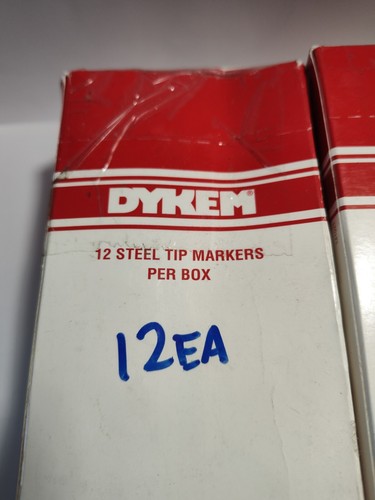 DYKEM
12 STEEL TIP MARKERS
PER BOX
12EA